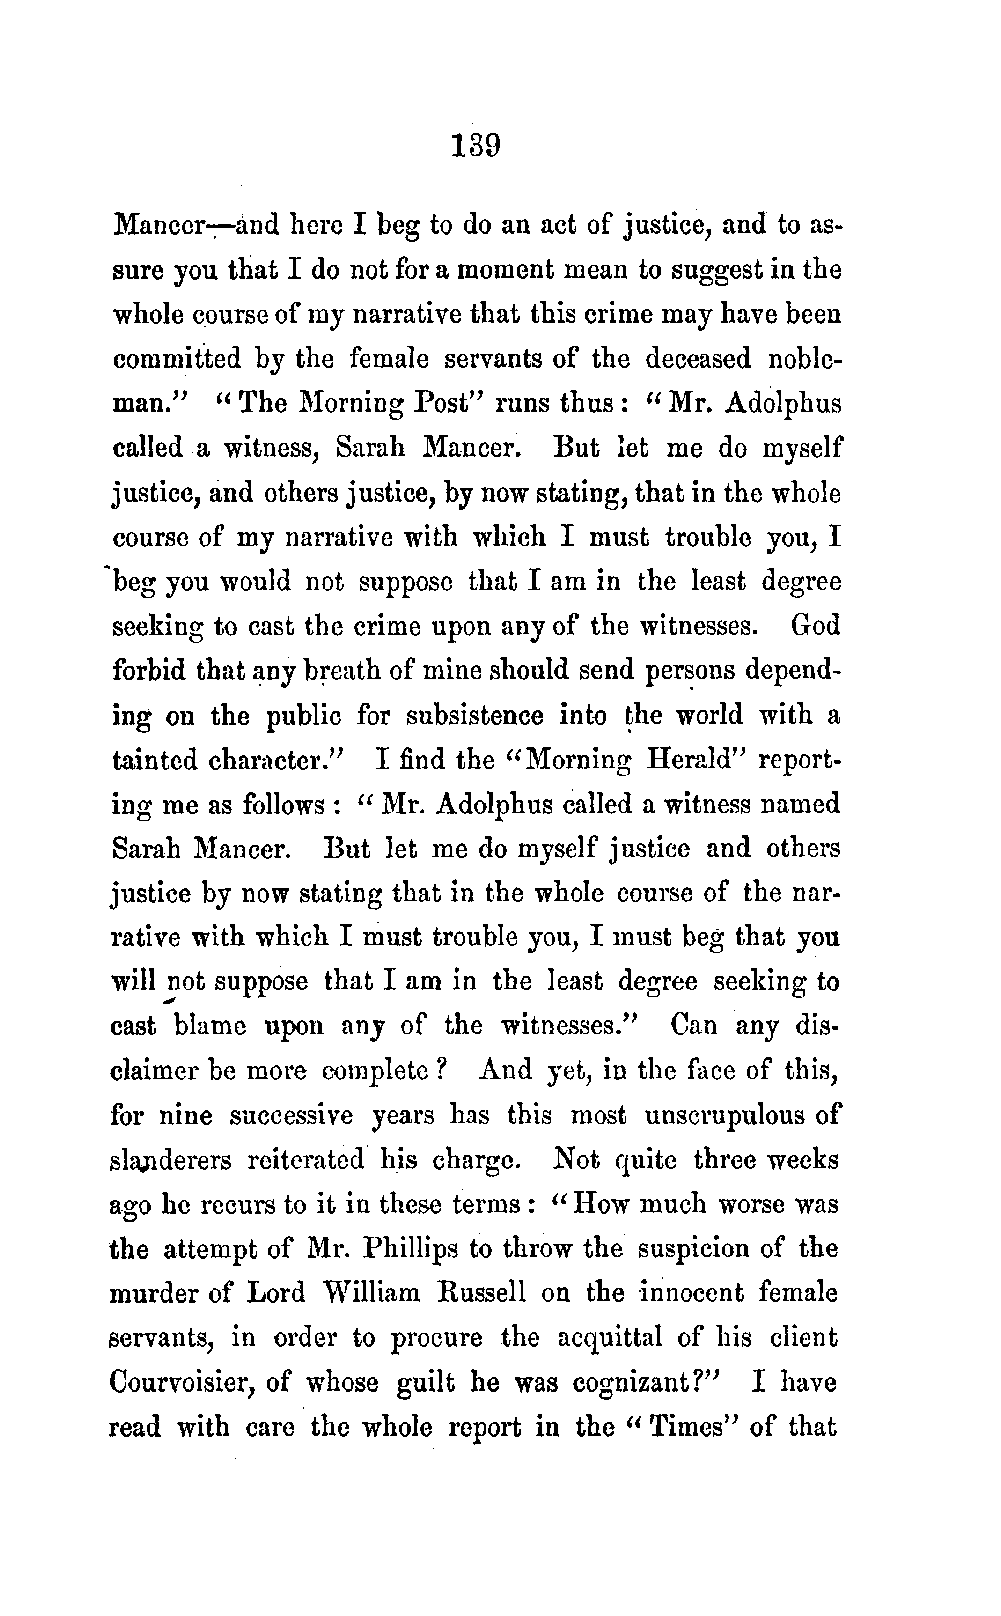 139
Mancer—and here I beg to do an act of justice, and to as-
sure you that I do not for a moment mean to suggest in the
whole course of my narrative that this crime may have been
committed by the female servants of the deceased noble-
man." "The Morning Post" runs thus: "Mr. Adolphus
called a witness, Sarah Mancer. But let me do myself
justice, and others justice, by now stating, that in the whole
course of my narrative with which I must trouble you, I
beg you would not suppose that I am in the least degree
seeking to cast the crime upon any of the witnesses. God
forbid that any breath of mine should send persons depend-
ing on the public for subsistence into the world with a
tainted character." I find the "Morning Herald" report-
ing me as follows: "Mr. Adolphus called a witness named
Sarah Mancer. But let me do myself justice and others
justice by now stating that in the whole course of the nar-
rative with which I must trouble you, I must beg that you
will not suppose that I am in the least degree seeking to
cast blame upon any of the witnesses." Can any dis-
claimer be more complete? And yet, in the face of this,
for nine successive years has this most unscrupulous of
slanderers reiterated his charge. Not quite three weeks
ago he recurs to it in these terms: "How much worse was
the attempt of Mr. Phillips to throw the suspicion of the
murder of Lord William Russell on the innocent female
servants, in order to procure the acquittal of his client
Courvoisier, of whose guilt he was cognizant?" I have
read with care the whole report in the "Times" of that